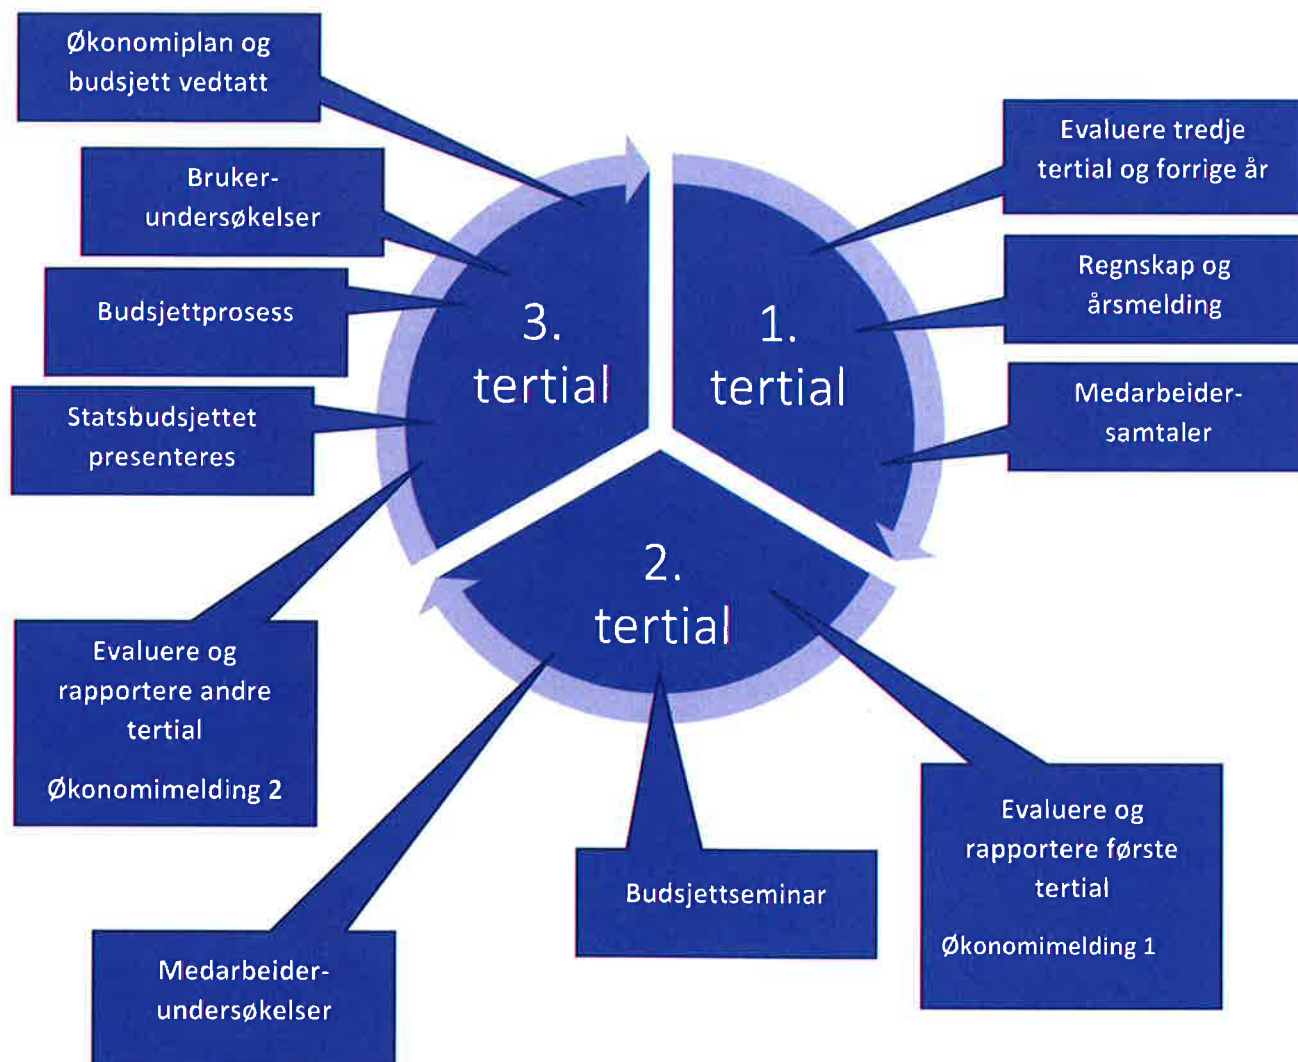 Økonomiplan og
budsjett vedtatt
Bruker-
undersøkelser
Budsjettprosess
Statsbudsjettet
presenteres
Evaluere og
rapportere andre
tertial
Økonomimelding 2
Medarbeider-
undersøkelser
3.
tertial
1.
tertial
2.
tertial
Evaluere tredje
tertial og forrige år
Regnskap og
årsmelding
Medarbeider-
samtaler
Budsjettseminar
Evaluere og
rapportere første
tertial
Økonomimelding 1